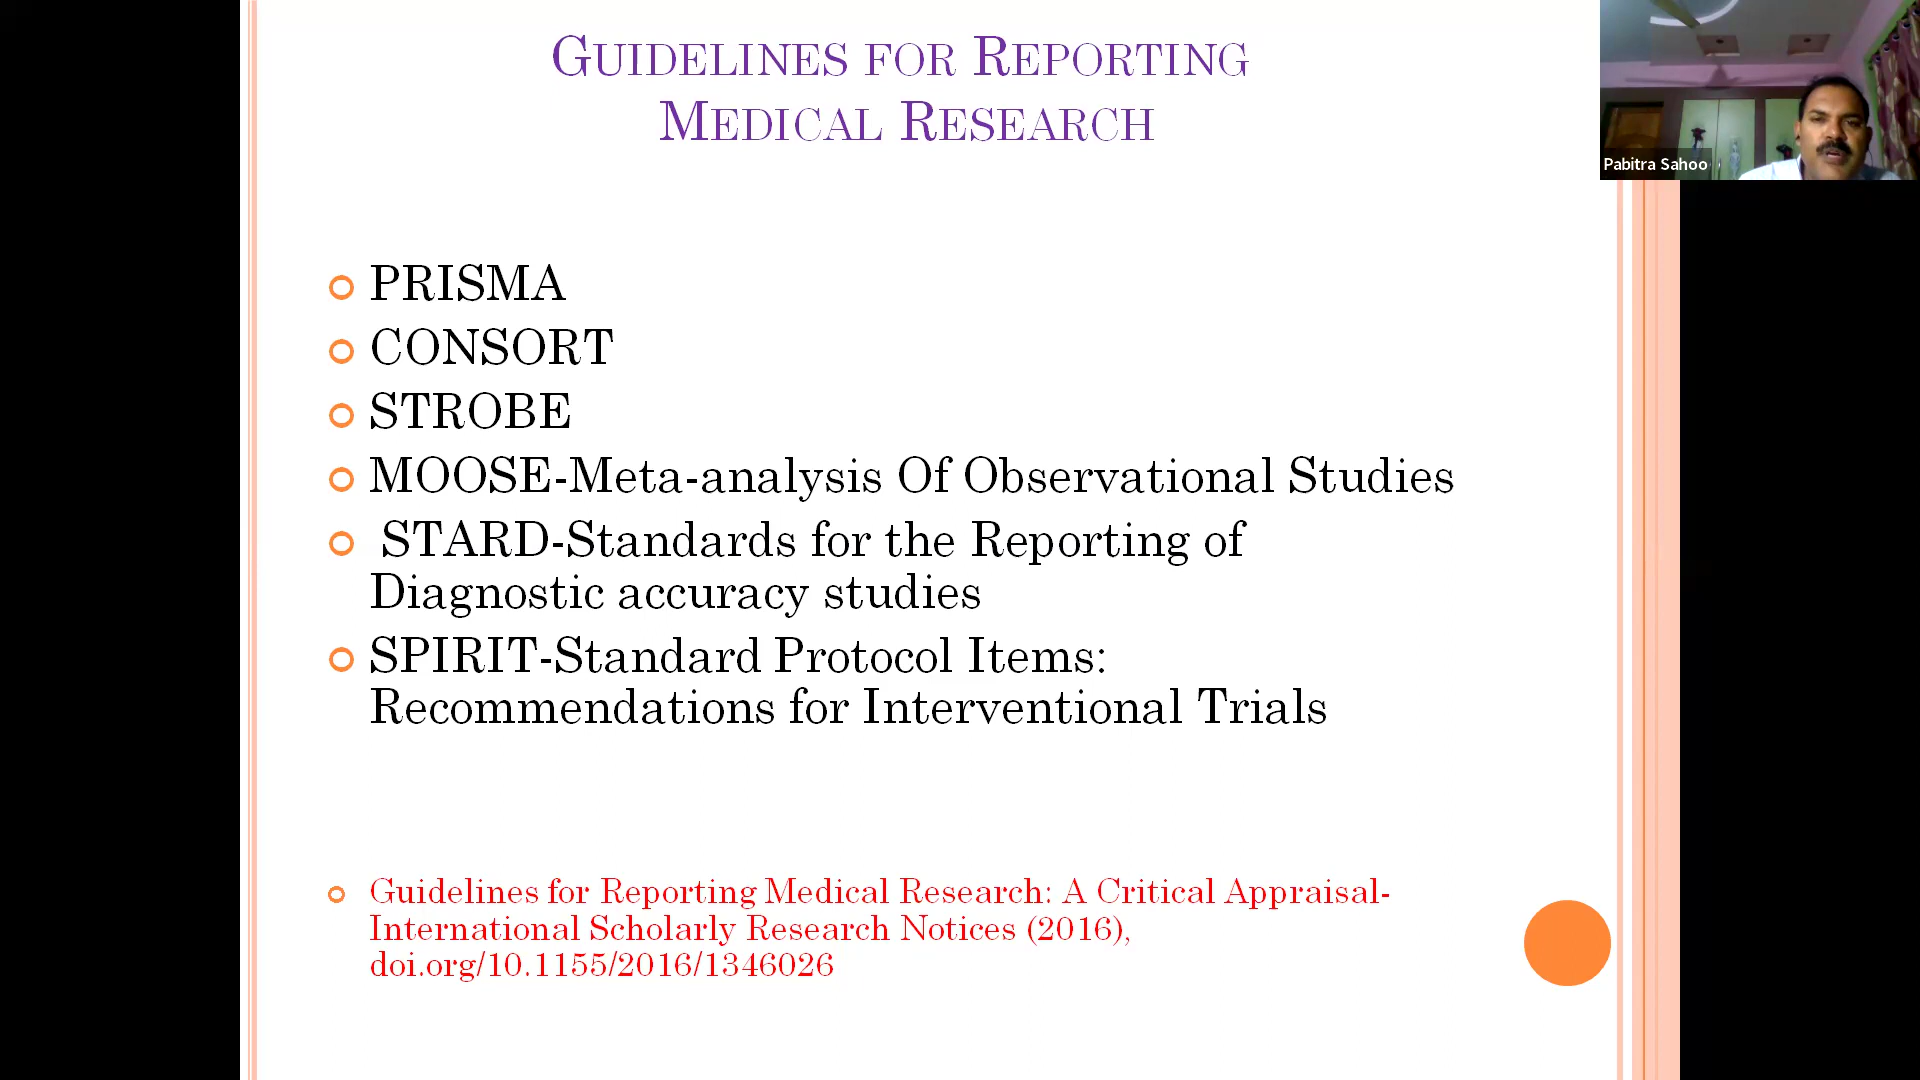 GUIDELINES FOR REPORTING
MEDICAL RESEARCH
Pabitra Sahoo
PRISMA
CONSORT
STROBE
MOOSE-Meta-analysis Of Observational Studies
STARD-Standards for the Reporting of
Diagnostic accuracy studies
SPIRIT-Standard Protocol Items:
Recommendations for Interventional Trials
Guidelines for Reporting Medical Research: A Critical Appraisal-
International Scholarly Research Notices (2016),
doi.org/10.1155/2016/1346026